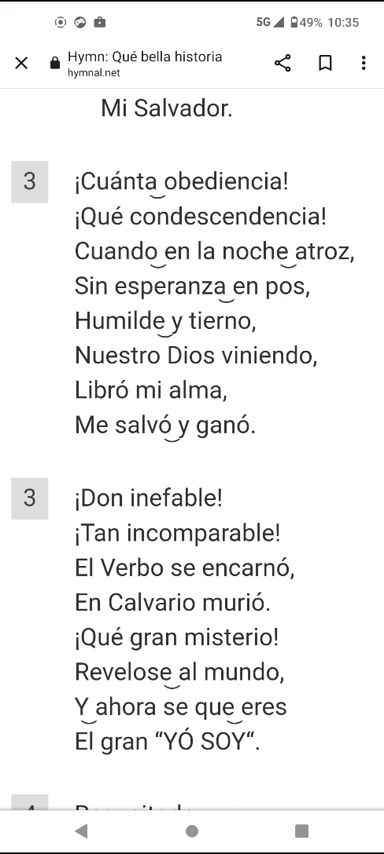 5G 49% 10:35
Hymn: Qué bella historia
hymnal.net
Mi Salvador.
3 ¡Cuánta obediencia!
¡Qué condescendencia!
Cuando en la noche atroz,
Sin esperanza en pos,
Humilde y tierno,
Nuestro Dios viniendo,
Libró mi alma,
Me salvó y ganó.
3 ¡Don inefable!
¡Tan incomparable!
El Verbo se encarnó,
En Calvario murió.
¡Qué gran misterio!
Revelose al mundo,
Y ahora se que eres
El gran “YÓ SOY“.